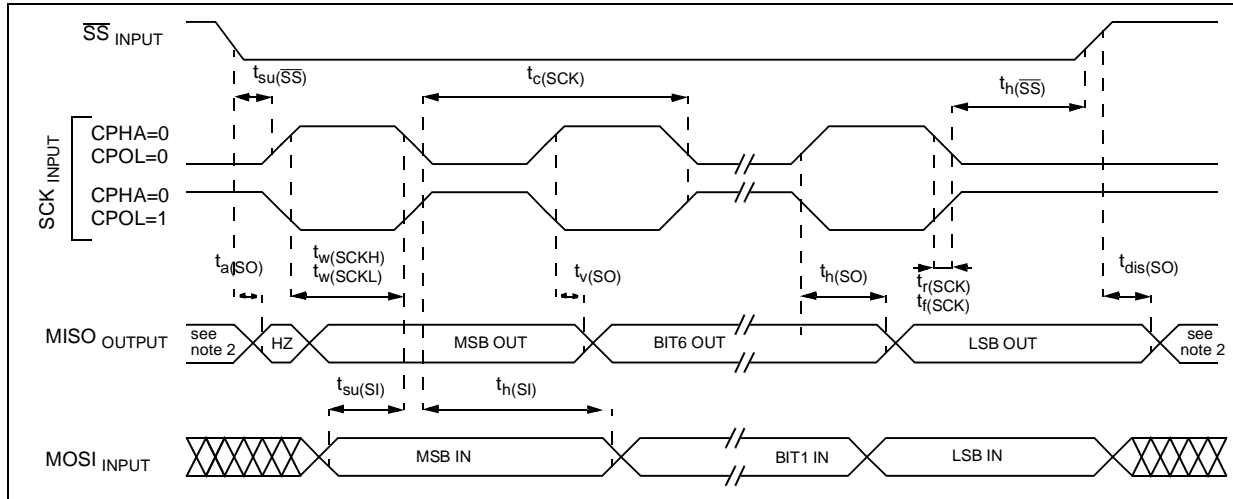 SS INPUT
tsu(SS)
tc(SCK)
th(SS)
SCK INPUT
CPHA=0
CPOL=0
CPHA=0
CPOL=1
ta(SO)
tw(SCKH)
tw(SCKL)
tv(SO)
th(SO)
tr(SCK)
tf(SCK)
tdis(SO)
MISO OUTPUT
see
note 2
HZ
MSB OUT
BIT6 OUT
LSB OUT
see
note 2
tsu(SI)
th(SI)
MOSI INPUT
MSB IN
BIT1 IN
LSB IN